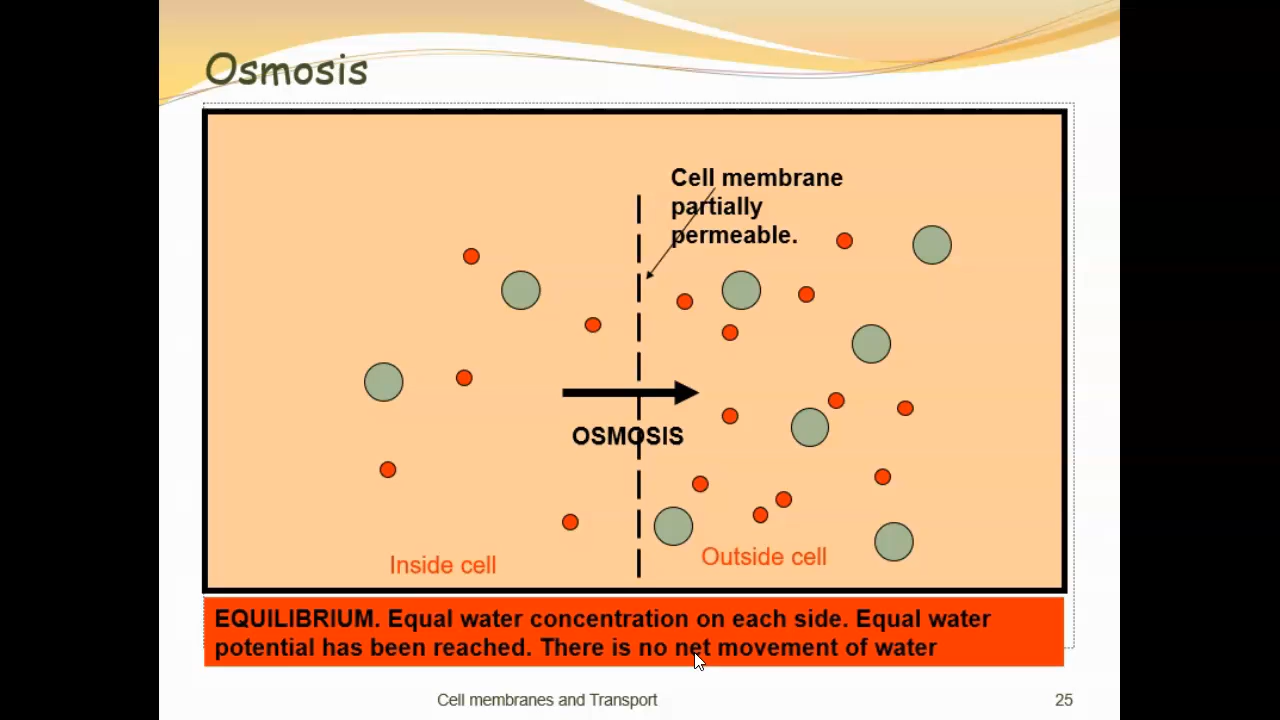 Osmosis
Cell membrane
partially
permeable.
OSMOSIS
Inside cell
Outside cell
EQUILIBRIUM. Equal water concentration on each side. Equal water
potential has been reached. There is no net movement of water
Cell membranes and Transport
25